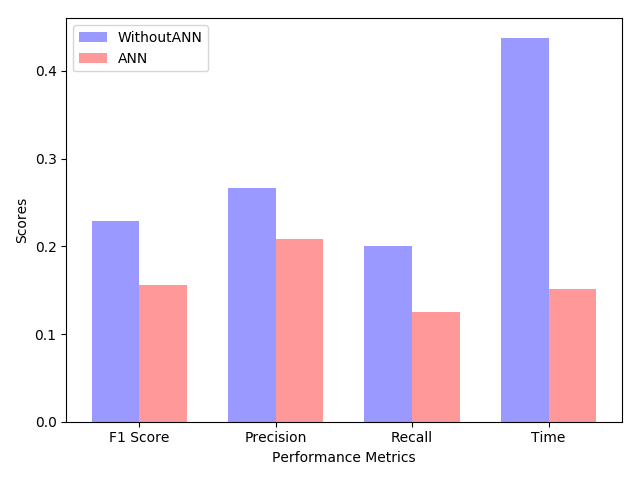 WithoutANN
ANN
Scores
0.4
0.3
0.2
0.1
0.0
F1 Score
Precision
Recall
Time
Performance Metrics